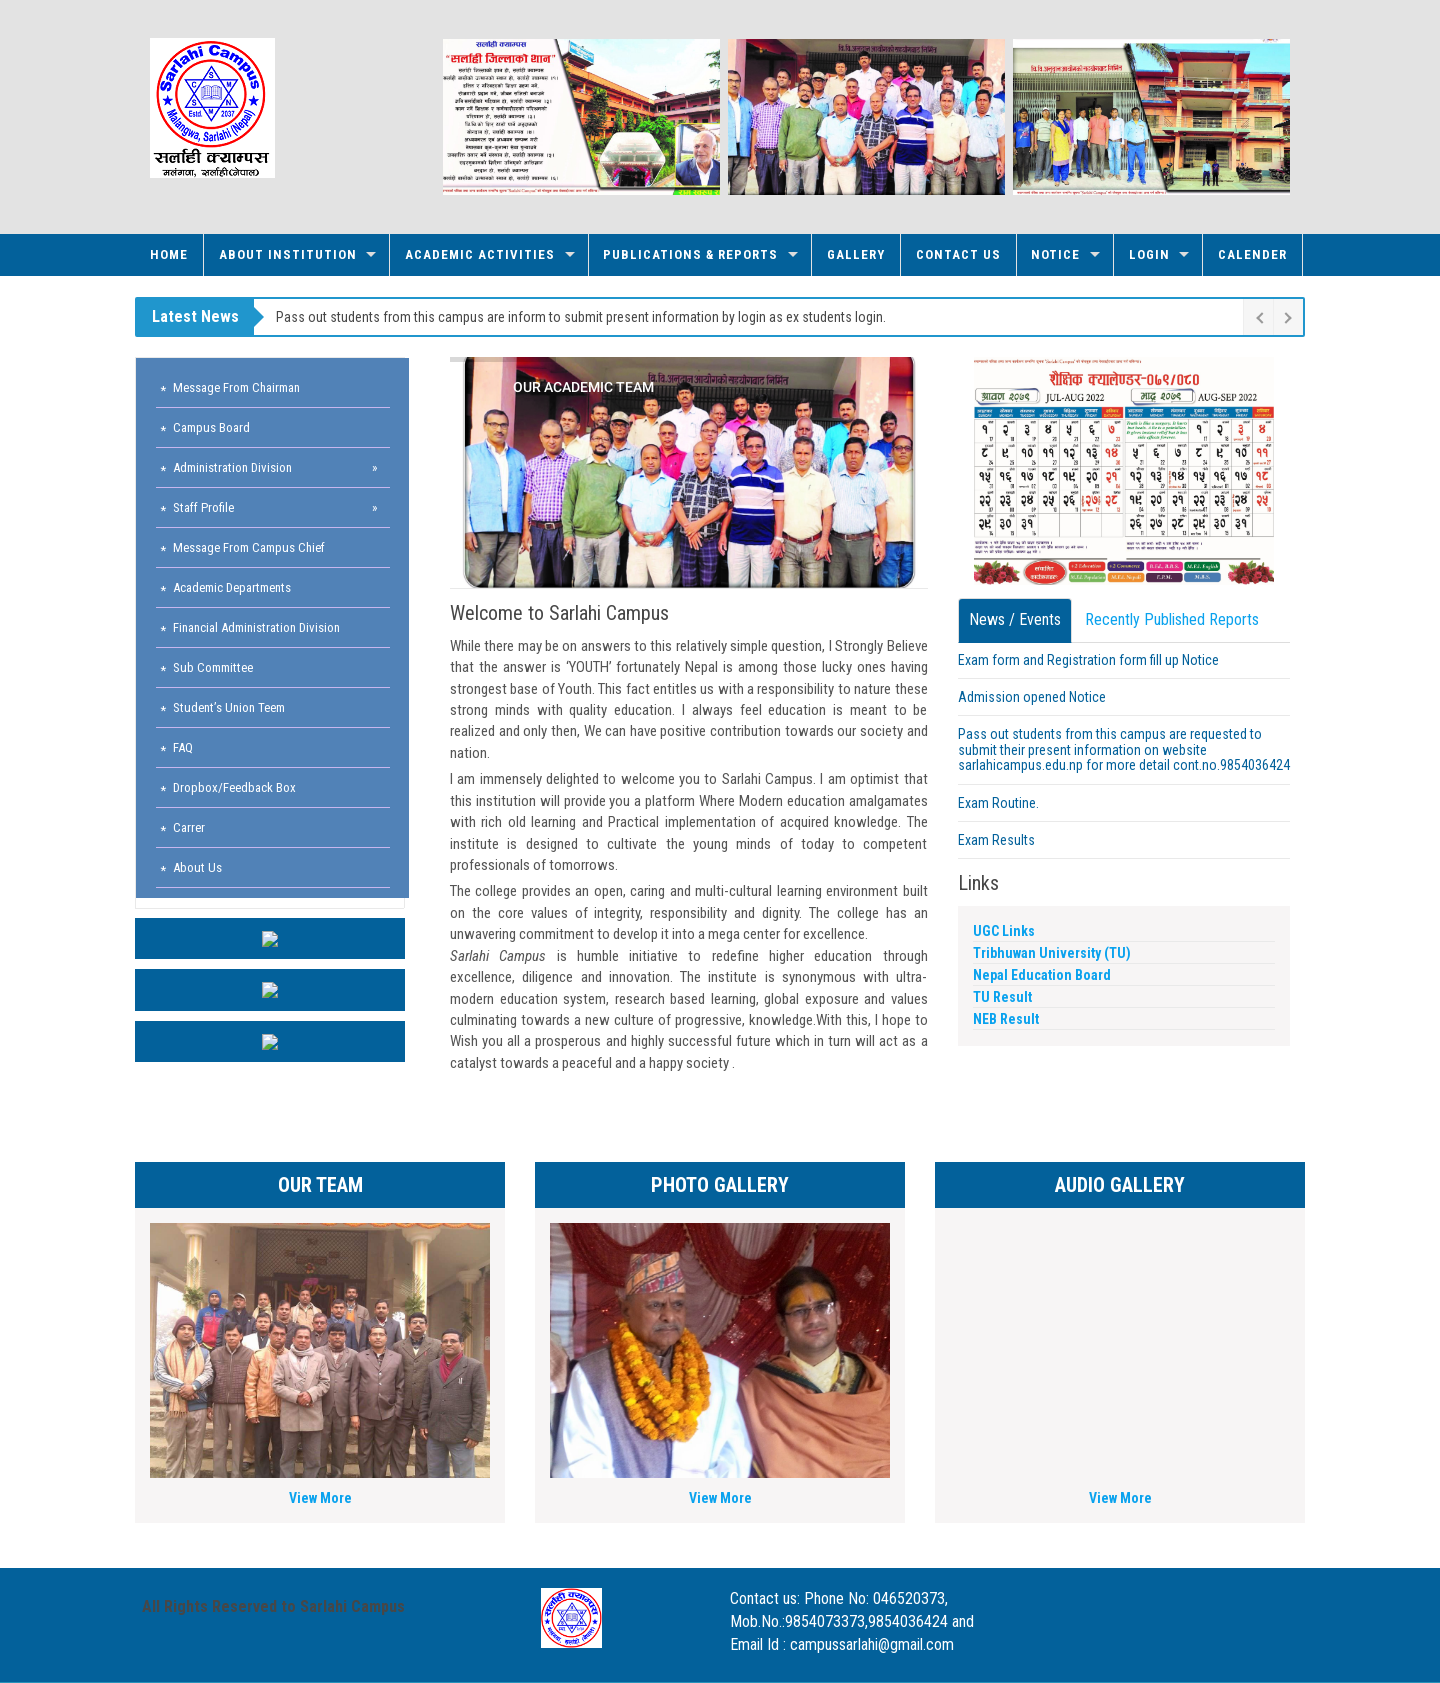 Sarlahi Campus
Estd. 2037
Malangwa, Sarlahi (Nepal)
सर्लाही क्याम्पस
मलंगवा, सर्लाही(नेपाल)
सर्लाही क्याम्पस
“सर्लाही जिल्लाको शान”
HOME
ABOUT INSTITUTION
ACADEMIC ACTIVITIES
PUBLICATIONS & REPORTS
GALLERY
CONTACT US
NOTICE
LOGIN
CALENDER
Latest News
Pass out students from this campus are inform to submit present information by login as ex students login.
* Message From Chairman
* Campus Board
* Administration Division »
* Staff Profile »
* Message From Campus Chief
* Academic Departments
* Financial Administration Division
* Sub Committee
* Student’s Union Teem
* FAQ
* Dropbox/Feedback Box
* Carrer
* About Us
OUR ACADEMIC TEAM
Welcome to Sarlahi Campus
While there may be on answers to this relatively simple question, I Strongly Believe
that the answer is ‘YOUTH’ fortunately Nepal is among those lucky ones having
strongest base of Youth. This fact entitles us with a responsibility to nature these
strong minds with quality education. I always feel education is meant to be
realized and only then, We can have positive contribution towards our society and
nation.
I am immensely delighted to welcome you to Sarlahi Campus. I am optimist that
this institution will provide you a platform Where Modern education amalgamates
with rich old learning and Practical implementation of acquired knowledge. The
institute is designed to cultivate the young minds of today to competent
professionals of tomorrows.
The college provides an open, caring and multi-cultural learning environment built
on the core values of integrity, responsibility and dignity. The college has an
unwavering commitment to develop it into a mega center for excellence.
Sarlahi Campus is humble initiative to redefine higher education through
excellence, diligence and innovation. The institute is synonymous with ultra-
modern education system, research based learning, global exposure and values
culminating towards a new culture of progressive, knowledge.With this, I hope to
Wish you all a prosperous and highly successful future which in turn will act as a
catalyst towards a peaceful and a happy society .
शैक्षिक क्यालेण्डर-०७९/०८०
श्रावण २०७९ JUL-AUG 2022
भाद्र २०७९ AUG-SEP 2022
News / Events
Recently Published Reports
Exam form and Registration form fill up Notice
Admission opened Notice
Pass out students from this campus are requested to
submit their present information on website
sarlahicampus.edu.np for more detail cont.no.9854036424
Exam Routine.
Exam Results
Links
UGC Links
Tribhuwan University (TU)
Nepal Education Board
TU Result
NEB Result
OUR TEAM
View More
PHOTO GALLERY
View More
AUDIO GALLERY
View More
All Rights Reserved to Sarlahi Campus
Contact us: Phone No: 046520373,
Mob.No.:9854073373,9854036424 and
Email Id : campussarlahi@gmail.com